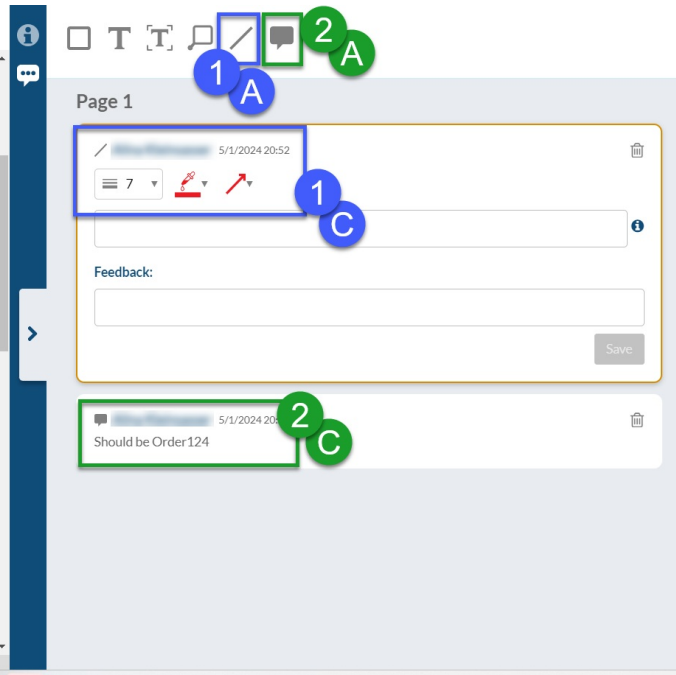 T [T] 2 A
1 A
Page 1
5/1/2024 20:52
7
1 C
Feedback:
Save
5/1/2024 20:
2 C
Should be Order124